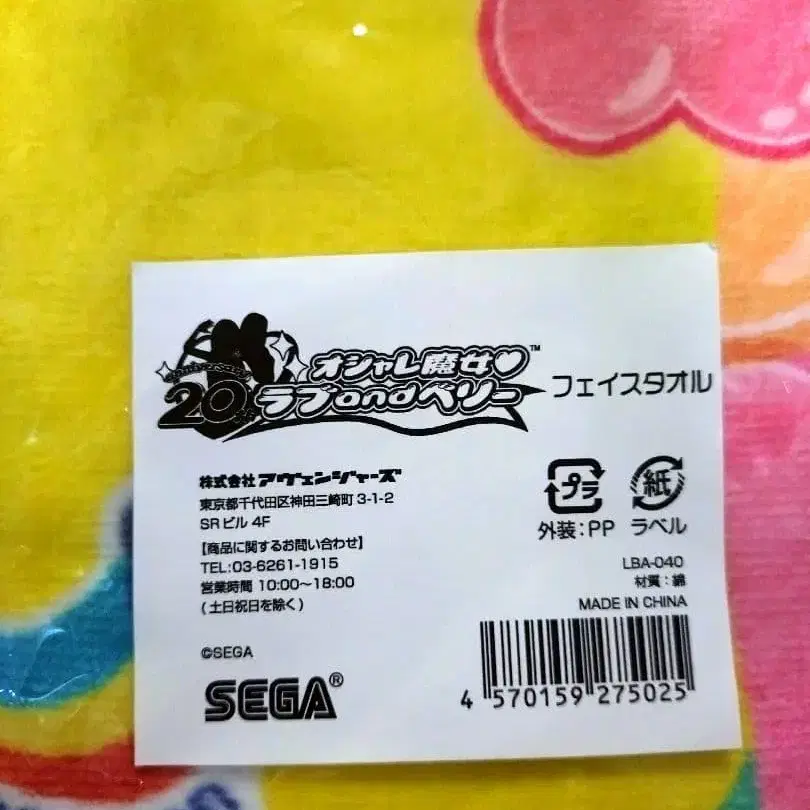 Anniversary
20th
オシャレ魔女♥™
ラブandベリー
フェイスタオル
株式会社 アヴェンジャーズ
東京都千代田区神田三崎町 3-1-2
SR ビル 4F
【商品に関するお問い合わせ】
TEL:03-6261-1915
営業時間 10:00～18:00
(土日祝日を除く)
©SEGA
SEGA®
プラ
紙
外装:PP
ラベル
LBA-040
材質:綿
MADE IN CHINA
4 570159 275025